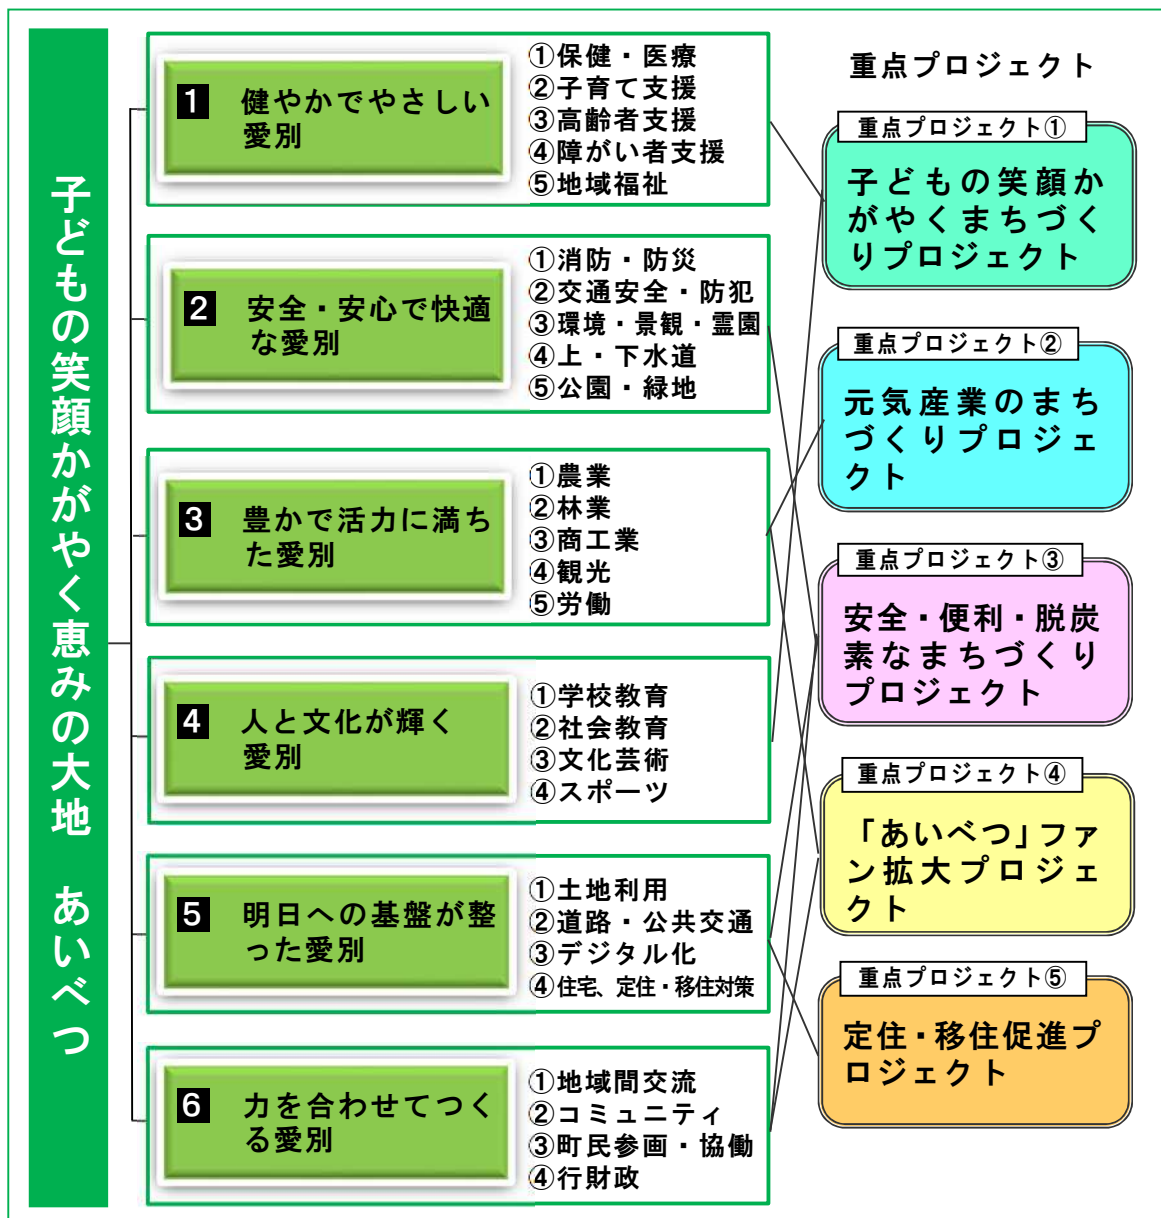 子どもの笑顔かがやく恵みの大地　あいべつ
1 健やかでやさしい
愛別
①保健・医療
②子育て支援
③高齢者支援
④障がい者支援
⑤地域福祉
2 安全・安心で快適
な愛別
①消防・防災
②交通安全・防犯
③環境・景観・霊園
④上・下水道
⑤公園・緑地
3 豊かで活力に満ち
た愛別
①農業
②林業
③商工業
④観光
⑤労働
4 人と文化が輝く
愛別
①学校教育
②社会教育
③文化芸術
④スポーツ
5 明日への基盤が整
った愛別
①土地利用
②道路・公共交通
③デジタル化
④住宅、定住・移住対策
6 力を合わせてつく
る愛別
①地域間交流
②コミュニティ
③町民参画・協働
④行財政
重点プロジェクト
重点プロジェクト①
子どもの笑顔か
がやくまちづく
りプロジェクト
重点プロジェクト②
元気産業のまち
づくりプロジェ
クト
重点プロジェクト③
安全・便利・脱炭
素なまちづくり
プロジェクト
重点プロジェクト④
「あいべつ」ファ
ン拡大プロジェ
クト
重点プロジェクト⑤
定住・移住促進プ
ロジェクト